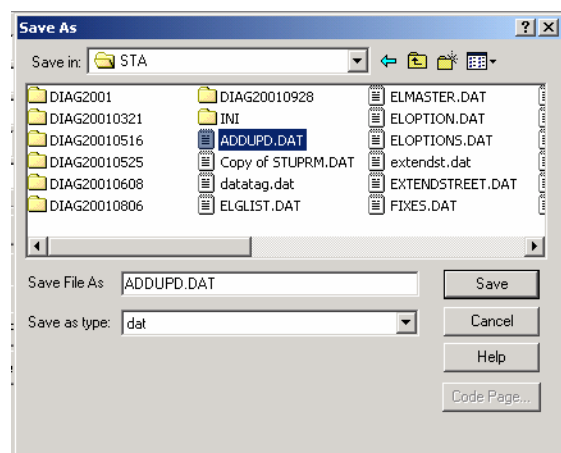 Save As
Save in: STA
DIAG2001 DIAG20010928 ELMASTER.DAT
DIAG20010321 INI ELOPTION.DAT
DIAG20010516 ADDUPD.DAT ELOPTIONS.DAT
DIAG20010525 Copy of STUPRM.DAT extendst.dat
DIAG20010608 datatag.dat EXTENDSTREET.DAT
DIAG20010806 ELGLIST.DAT FIXES.DAT
Save File As ADDUPD.DAT Save
Save as type: dat Cancel
Help
Code Page...